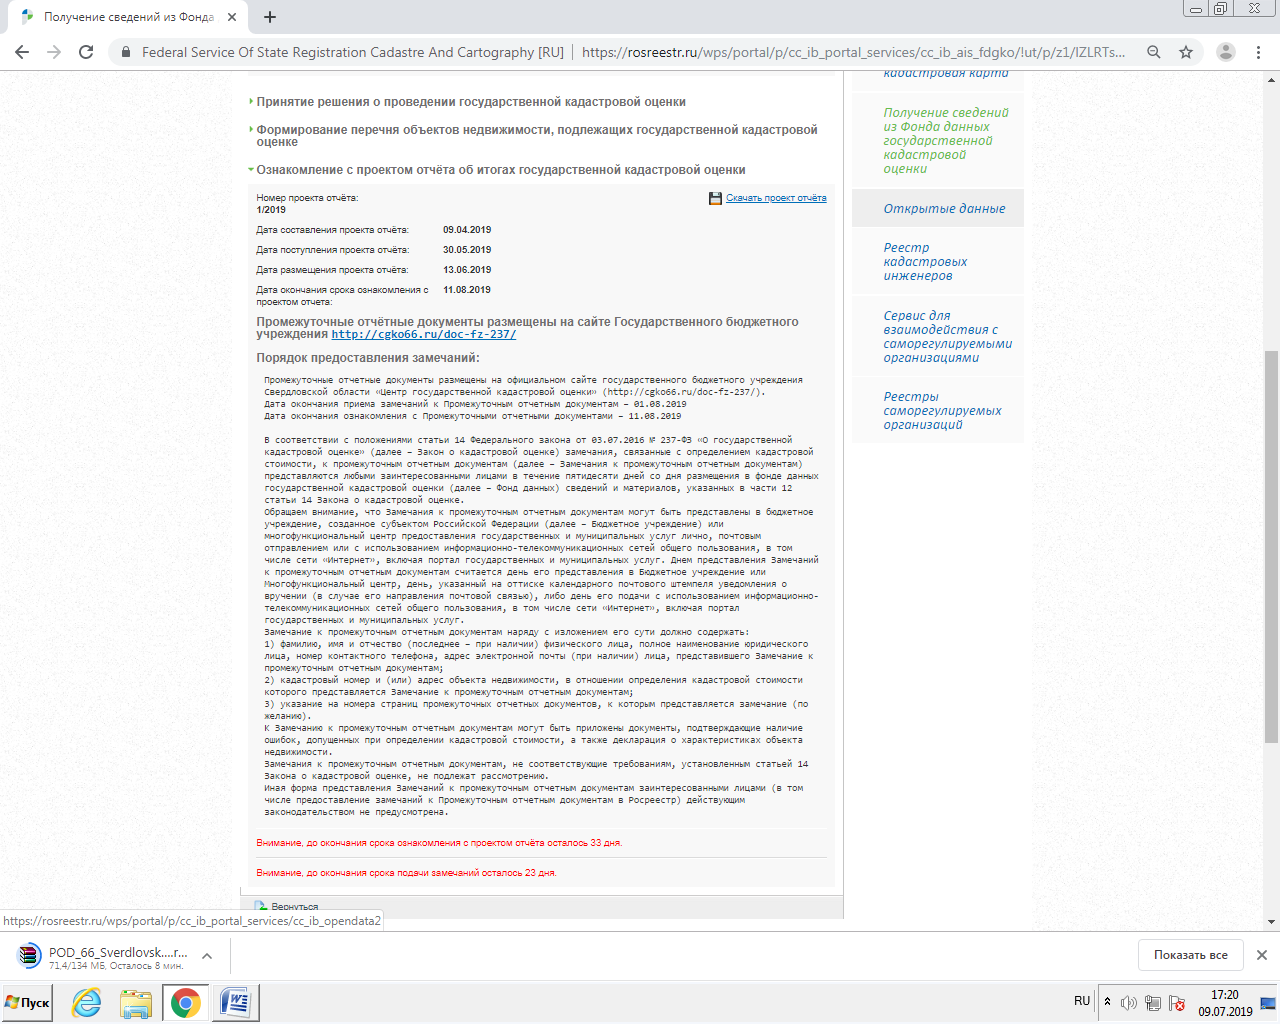 Получение сведений из Фонда
Federal Service Of State Registration Cadastre And Cartography [RU]
https://rosreestr.ru/wps/portal/p/cc_ib_portal_services/cc_ib_ais_fdgko/!ut/p/z1/lZLRTs...
Принятие решения о проведении государственной кадастровой оценки
Формирование перечня объектов недвижимости, подлежащих государственной кадастровой
оценке
Ознакомление с проектом отчёта об итогах государственной кадастровой оценки
Номер проекта отчёта:
1/2019
Скачать проект отчёта
Дата составления проекта отчёта: 09.04.2019
Дата поступления проекта отчёта: 30.05.2019
Дата размещения проекта отчёта: 13.06.2019
Дата окончания срока ознакомления с 11.08.2019
проектом отчета:
Промежуточные отчётные документы размещены на сайте Государственного бюджетного
учреждения http://cgko66.ru/doc-fz-237/
Порядок предоставления замечаний:
Промежуточные отчетные документы размещены на официальном сайте государственного бюджетного учреждения
Свердловской области «Центр государственной кадастровой оценки» (http://cgko66.ru/doc-fz-237/).
Дата окончания приема замечаний к Промежуточным отчетным документам – 01.08.2019
Дата окончания ознакомления с Промежуточными отчетными документами – 11.08.2019
В соответствии с положениями статьи 14 Федерального закона от 03.07.2016 № 237-ФЗ «О государственной
кадастровой оценке» (далее – Закон о кадастровой оценке) замечания, связанные с определением кадастровой
стоимости, к промежуточным отчетным документам (далее – Замечания к промежуточным отчетным документам)
представляются любыми заинтересованными лицами в течение пятидесяти дней со дня размещения в фонде данных
государственной кадастровой оценки (далее – Фонд данных) сведений и материалов, указанных в части 12
статьи 14 Закона о кадастровой оценке.
Обращаем внимание, что Замечания к промежуточным отчетным документам могут быть представлены в бюджетное
учреждение, созданное субъектом Российской Федерации (далее – Бюджетное учреждение) или
многофункциональный центр предоставления государственных и муниципальных услуг лично, почтовым
отправлением или с использованием информационно-телекоммуникационных сетей общего пользования, в том
числе сети «Интернет», включая портал государственных и муниципальных услуг. Днем представления Замечаний
к промежуточным отчетным документам считается день его представления в Бюджетное учреждение или
Многофункциональный центр, день, указанный на оттиске календарного почтового штемпеля уведомления о
вручении (в случае его направления почтовой связью), либо день его подачи с использованием информационно-
телекоммуникационных сетей общего пользования, в том числе сети «Интернет», включая портал
государственных и муниципальных услуг.
Замечание к промежуточным отчетным документам наряду с изложением его сути должно содержать:
1) фамилию, имя и отчество (последнее – при наличии) физического лица, полное наименование юридического
лица, номер контактного телефона, адрес электронной почты (при наличии) лица, представившего Замечание к
промежуточным отчетным документам;
2) кадастровый номер и (или) адрес объекта недвижимости, в отношении определения кадастровой стоимости
которого представляется Замечание к промежуточным отчетным документам;
3) указание на номера страниц промежуточных отчетных документов, к которым представляется замечание (по
желанию).
К Замечанию к промежуточным отчетным документам могут быть приложены документы, подтверждающие наличие
ошибок, допущенных при определении кадастровой стоимости, а также декларация о характеристиках объекта
недвижимости.
Замечания к промежуточным отчетным документам, не соответствующие требованиям, установленным статьей 14
Закона о кадастровой оценке, не подлежат рассмотрению.
Иная форма представления Замечаний к промежуточным отчетным документам заинтересованными лицами (в том
числе предоставление замечаний к Промежуточным отчетным документам в Росреестр) действующим
законодательством не предусмотрена.
Внимание, до окончания срока ознакомления с проектом отчёта осталось 33 дня.
Внимание, до окончания срока подачи замечаний осталось 23 дня.
Вернуться
кадастровая карта
Получение сведений
из Фонда данных
государственной
кадастровой
оценки
Открытые данные
Реестр
кадастровых
инженеров
Сервис для
взаимодействия с
саморегулируемыми
организациями
Реестры
саморегулируемых
организаций
https://rosreestr.ru/wps/portal/p/cc_ib_portal_services/cc_ib_opendata2
POD_66_Sverdlovsk....r...
71,4/134 МБ, Осталось 8 мин.
Показать все
Пуск
RU
17:20
09.07.2019